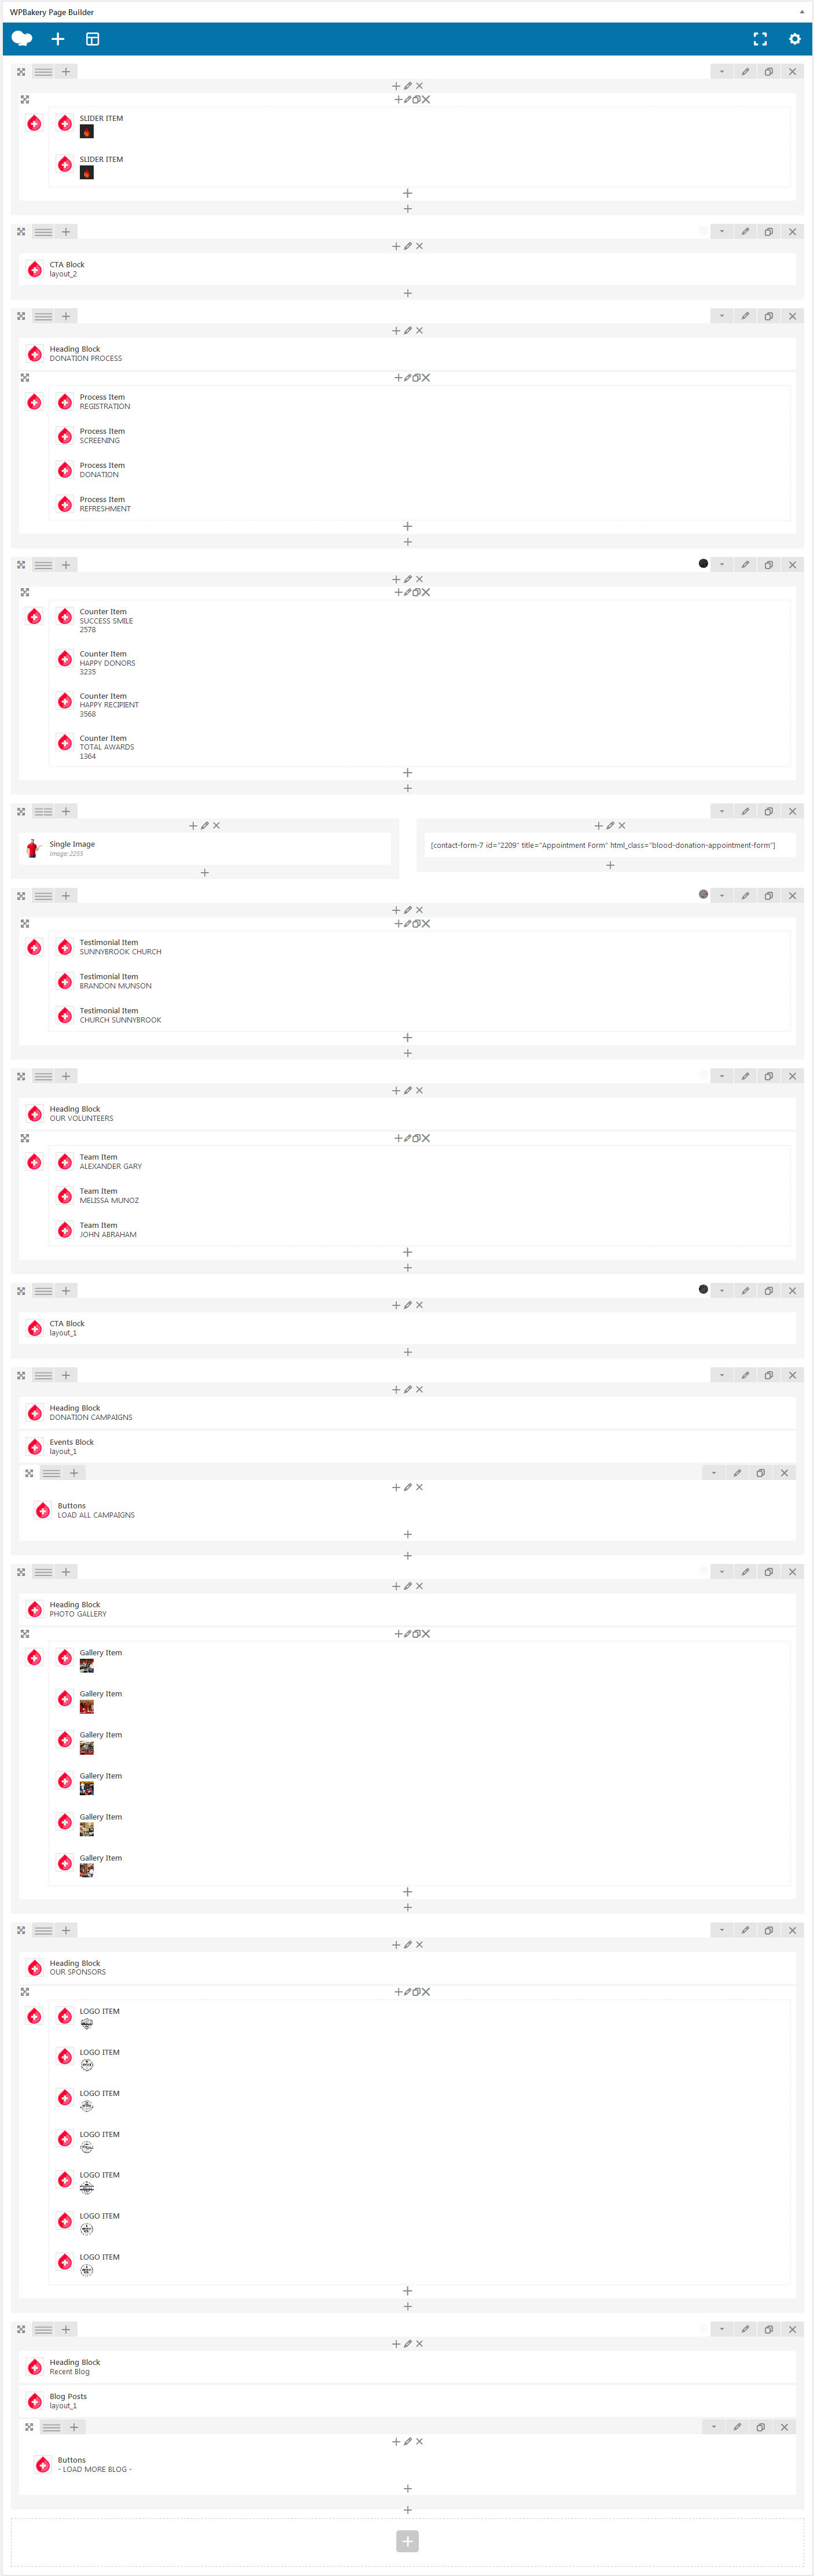 WPBakery Page Builder
SLIDER ITEM
SLIDER ITEM
CTA Block
layout_2
Heading Block
DONATION PROCESS
Process Item
REGISTRATION
Process Item
SCREENING
Process Item
DONATION
Process Item
REFRESHMENT
Counter Item
SUCCESS SMILE
2578
Counter Item
HAPPY DONORS
3235
Counter Item
HAPPY RECIPIENT
3568
Counter Item
TOTAL AWARDS
1364
Single Image
Image: 2255
[contact-form-7 id="2209" title="Appointment Form" html_class="blood-donation-appointment-form"]
Testimonial Item
SUNNYBROOK CHURCH
Testimonial Item
BRANDON MUNSON
Testimonial Item
CHURCH SUNNYBROOK
Heading Block
OUR VOLUNTEERS
Team Item
ALEXANDER GARY
Team Item
MELISSA MUNOZ
Team Item
JOHN ABRAHAM
CTA Block
layout_1
Heading Block
DONATION CAMPAIGNS
Events Block
layout_1
Buttons
LOAD ALL CAMPAIGNS
Heading Block
PHOTO GALLERY
Gallery Item
Gallery Item
Gallery Item
Gallery Item
Gallery Item
Gallery Item
Heading Block
OUR SPONSORS
LOGO ITEM
LOGO ITEM
LOGO ITEM
LOGO ITEM
LOGO ITEM
LOGO ITEM
LOGO ITEM
Heading Block
Recent Blog
Blog Posts
layout_1
Buttons
- LOAD MORE BLOG -